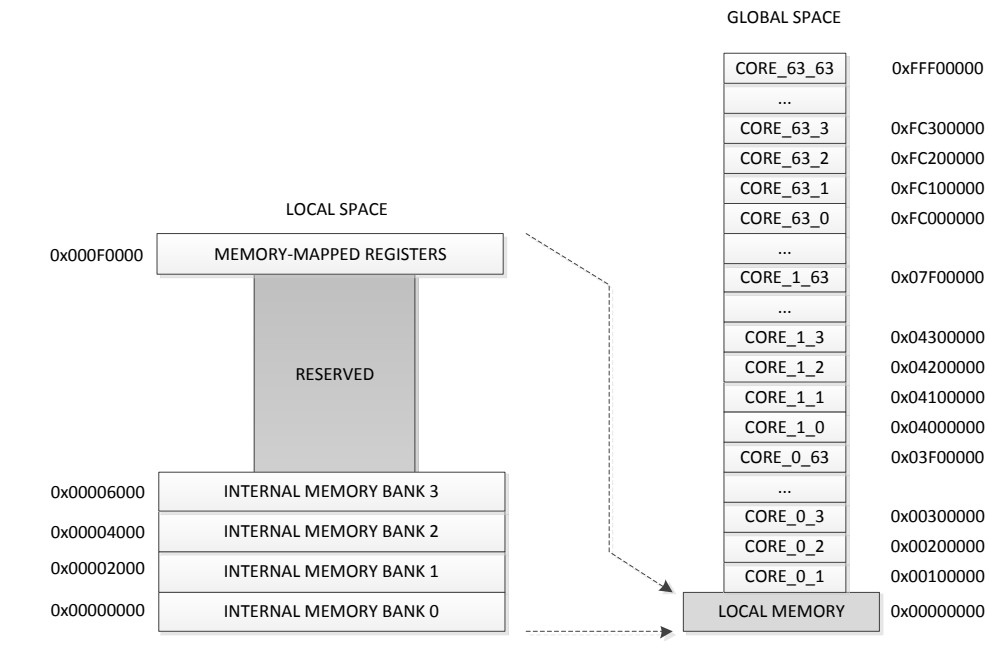 GLOBAL SPACE
CORE_63_63 0xFFF00000
...
CORE_63_3 0xFC300000
CORE_63_2 0xFC200000
CORE_63_1 0xFC100000
CORE_63_0 0xFC000000
...
CORE_1_63 0x07F00000
...
CORE_1_3 0x04300000
CORE_1_2 0x04200000
CORE_1_1 0x04100000
CORE_1_0 0x04000000
CORE_0_63 0x03F00000
...
CORE_0_3 0x00300000
CORE_0_2 0x00200000
CORE_0_1 0x00100000
LOCAL MEMORY 0x00000000
LOCAL SPACE
0x000F0000 MEMORY-MAPPED REGISTERS
RESERVED
0x00006000 INTERNAL MEMORY BANK 3
0x00004000 INTERNAL MEMORY BANK 2
0x00002000 INTERNAL MEMORY BANK 1
0x00000000 INTERNAL MEMORY BANK 0